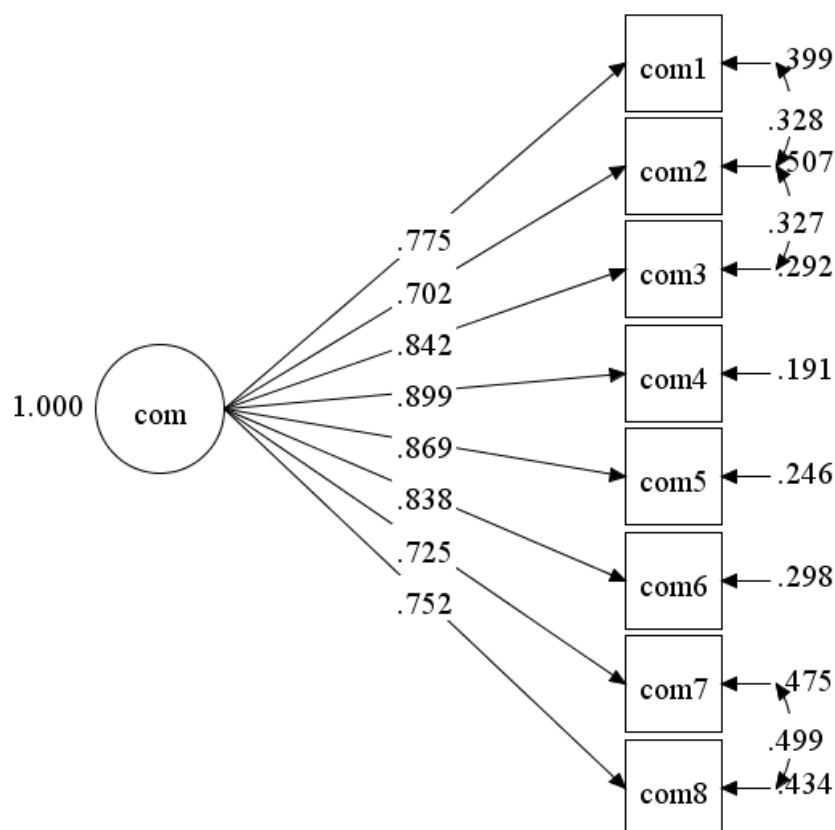 com1
.399
.328
com2
.507
.775
.327
.702
com3
.292
.842
com4
.191
.899
1.000
com
.869
com5
.246
.838
com6
.298
.725
.752
com7
.475
.499
com8
.434